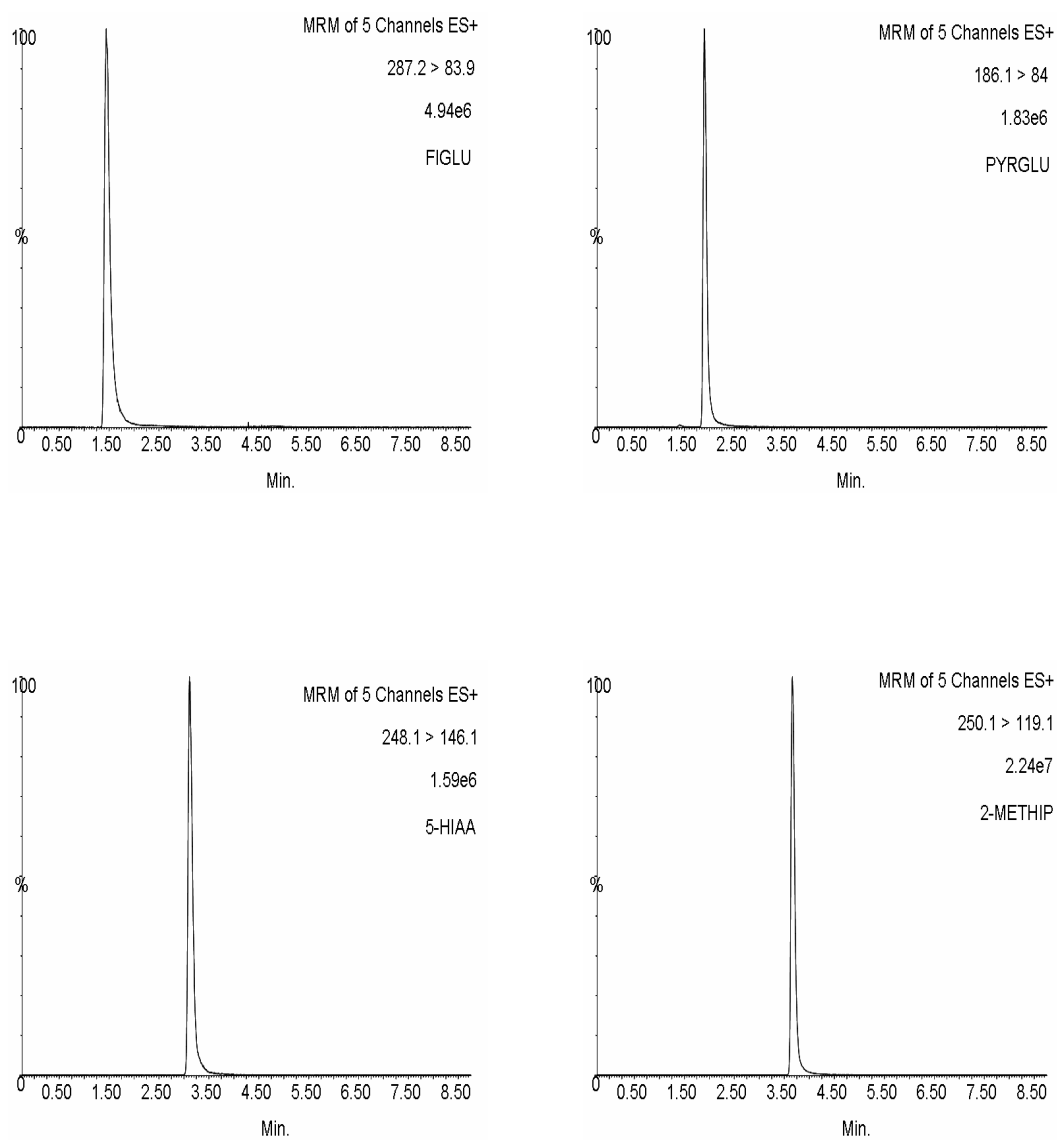 100
MRM of 5 Channels ES+
287.2 > 83.9
4.94e6
FIGLU
%
0 0.50 1.50 2.50 3.50 4.50 5.50 6.50 7.50 8.50
Min.
100
MRM of 5 Channels ES+
186.1 > 84
1.83e6
PYRGLU
%
0 0.50 1.50 2.50 3.50 4.50 5.50 6.50 7.50 8.50
Min.
100
MRM of 5 Channels ES+
248.1 > 146.1
1.59e6
5-HIAA
%
0 0.50 1.50 2.50 3.50 4.50 5.50 6.50 7.50 8.50
Min.
100
MRM of 5 Channels ES+
250.1 > 119.1
2.24e7
2-METHIP
%
0 0.50 1.50 2.50 3.50 4.50 5.50 6.50 7.50 8.50
Min.